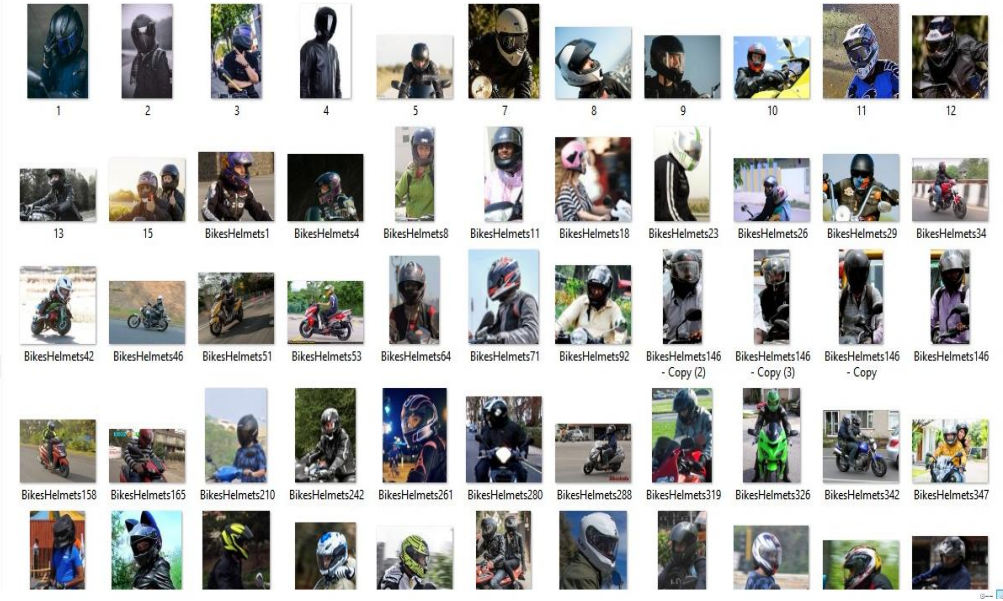 1 2 3 4 5 7 8 9 10 11 12
13 15 BikesHelmets1 BikesHelmets4 BikesHelmets8 BikesHelmets11 BikesHelmets18 BikesHelmets23 BikesHelmets26 BikesHelmets29 BikesHelmets34
BikesHelmets42 BikesHelmets46 BikesHelmets51 BikesHelmets53 BikesHelmets64 BikesHelmets71 BikesHelmets92 BikesHelmets146 BikesHelmets146 BikesHelmets146 BikesHelmets146
- Copy (2) - Copy (3) - Copy
BikesHelmets158 BikesHelmets165 BikesHelmets210 BikesHelmets242 BikesHelmets261 BikesHelmets280 BikesHelmets288 BikesHelmets319 BikesHelmets326 BikesHelmets342 BikesHelmets347